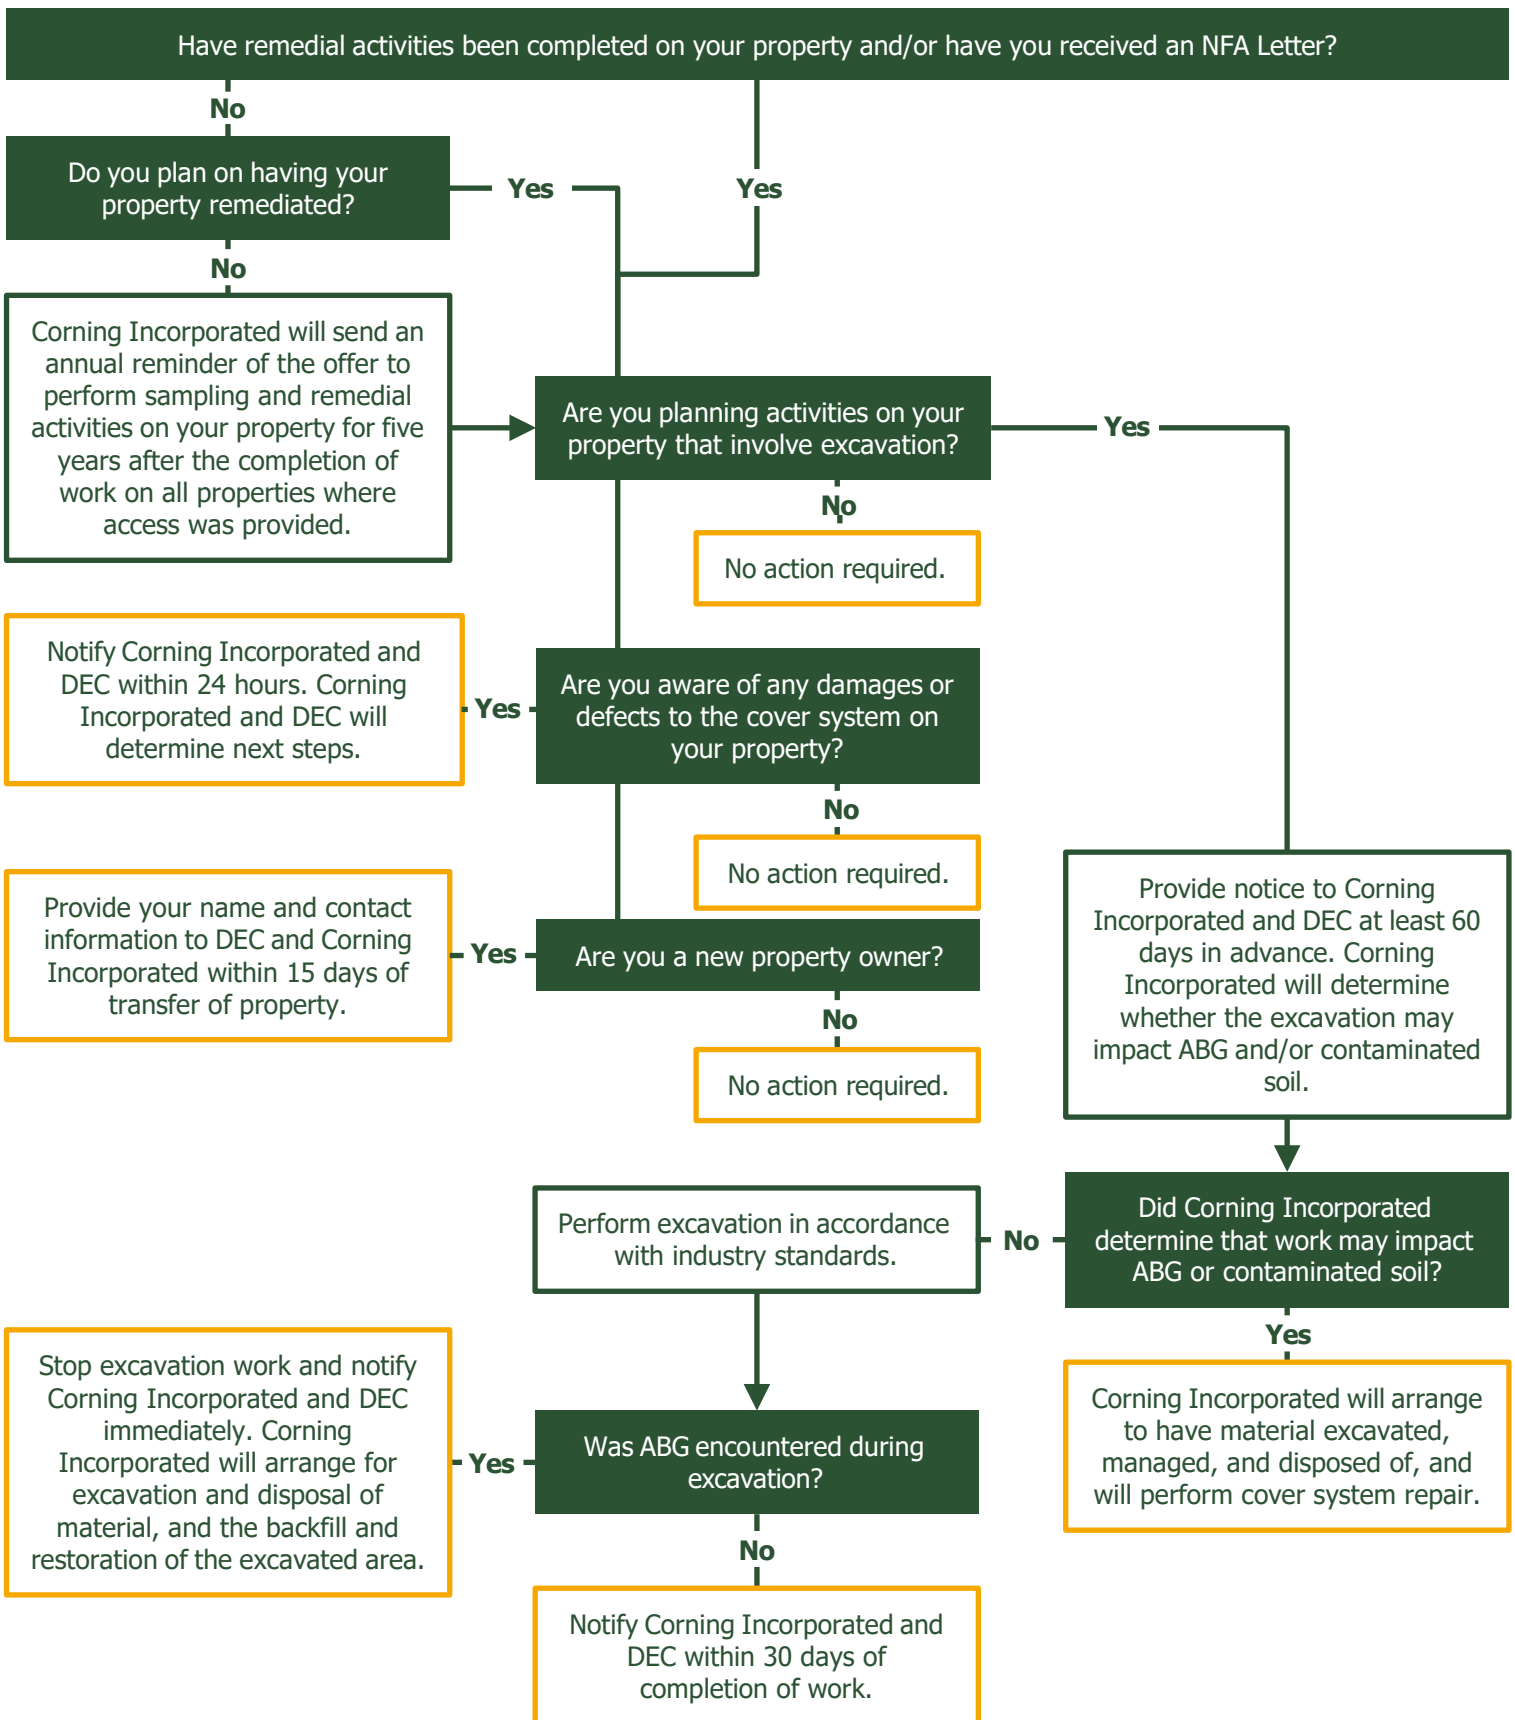 Have remedial activities been completed on your property and/or have you received an NFA Letter?
No
Do you plan on having your
property remediated?
Yes
Yes
No
Corning Incorporated will send an
annual reminder of the offer to
perform sampling and remedial
activities on your property for five
years after the completion of
work on all properties where
access was provided.
Are you planning activities on your
property that involve excavation?
Yes
No
No action required.
Notify Corning Incorporated and
DEC within 24 hours. Corning
Incorporated and DEC will
determine next steps.
Yes
Are you aware of any damages or
defects to the cover system on
your property?
No
No action required.
Provide your name and contact
information to DEC and Corning
Incorporated within 15 days of
transfer of property.
Yes
Are you a new property owner?
No
No action required.
Provide notice to Corning
Incorporated and DEC at least 60
days in advance. Corning
Incorporated will determine
whether the excavation may
impact ABG and/or contaminated
soil.
Did Corning Incorporated
determine that work may impact
ABG or contaminated soil?
No
Perform excavation in accordance
with industry standards.
Yes
Corning Incorporated will arrange
to have material excavated,
managed, and disposed of, and
will perform cover system repair.
Was ABG encountered during
excavation?
Yes
Stop excavation work and notify
Corning Incorporated and DEC
immediately. Corning
Incorporated will arrange for
excavation and disposal of
material, and the backfill and
restoration of the excavated area.
No
Notify Corning Incorporated and
DEC within 30 days of
completion of work.